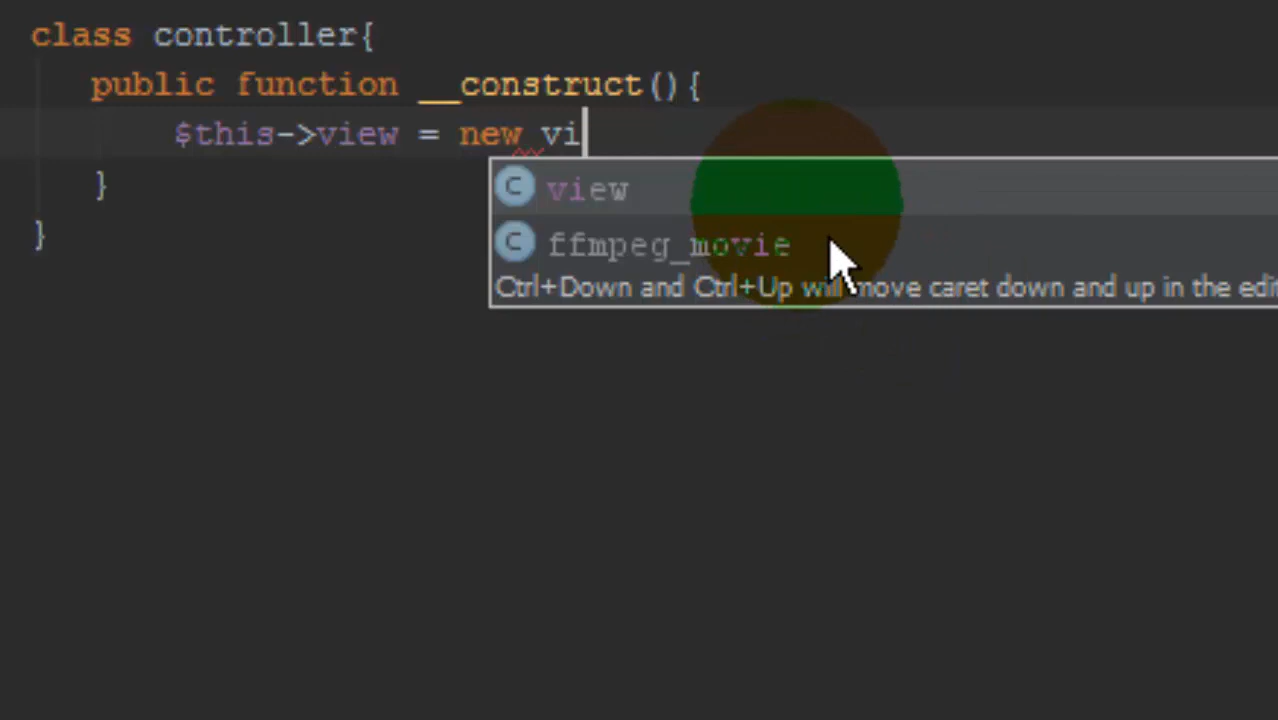 class controller{
public function __construct(){
$this->view = new vi
view
}
ffmpeg_movie
}
Ctrl+Down and Ctrl+Up will move caret down and up in the edi